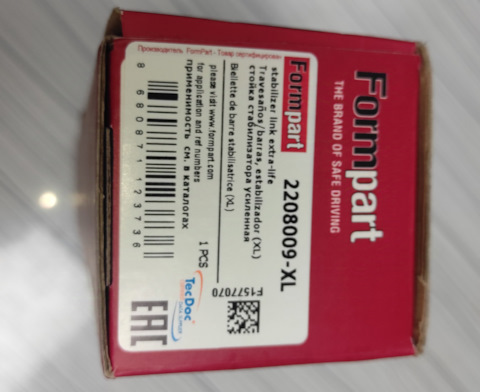 Formpart
THE BRAND OF SAFE DRIVING
Производитель: FormPart - Товар сертифицирован
Formpart 2208009-XL
stabilizer link extra-life
Travesaños/barras, estabilizador (XL)
стойка стабилизатора усиленная
Biellette de barre stabilisatrice (XL)
please visit www.formpart.com
for application and ref numbers
применимость см. в каталогах
1 PCS
E1577070
TecDoc
8 680871 123736
EAC